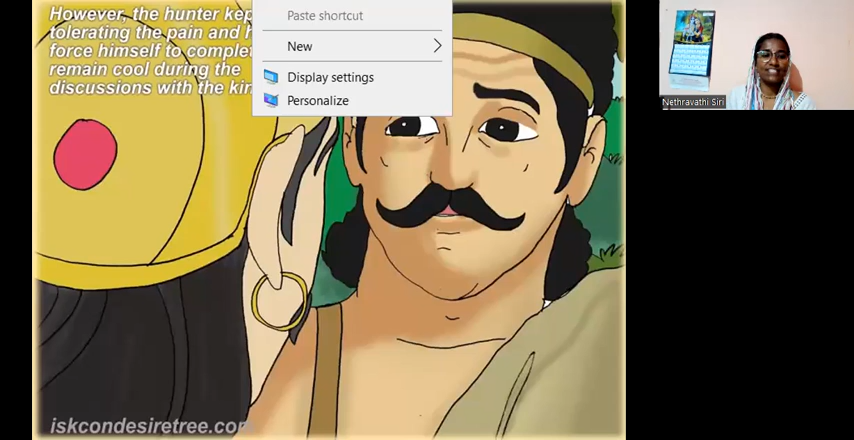 However, the hunter kep
tolerating the pain and h
force himself to complet
remain cool during the
discussions with the kin
Paste shortcut
New
Display settings
Personalize
Nethravathi Siri
iskcondesiretree.com